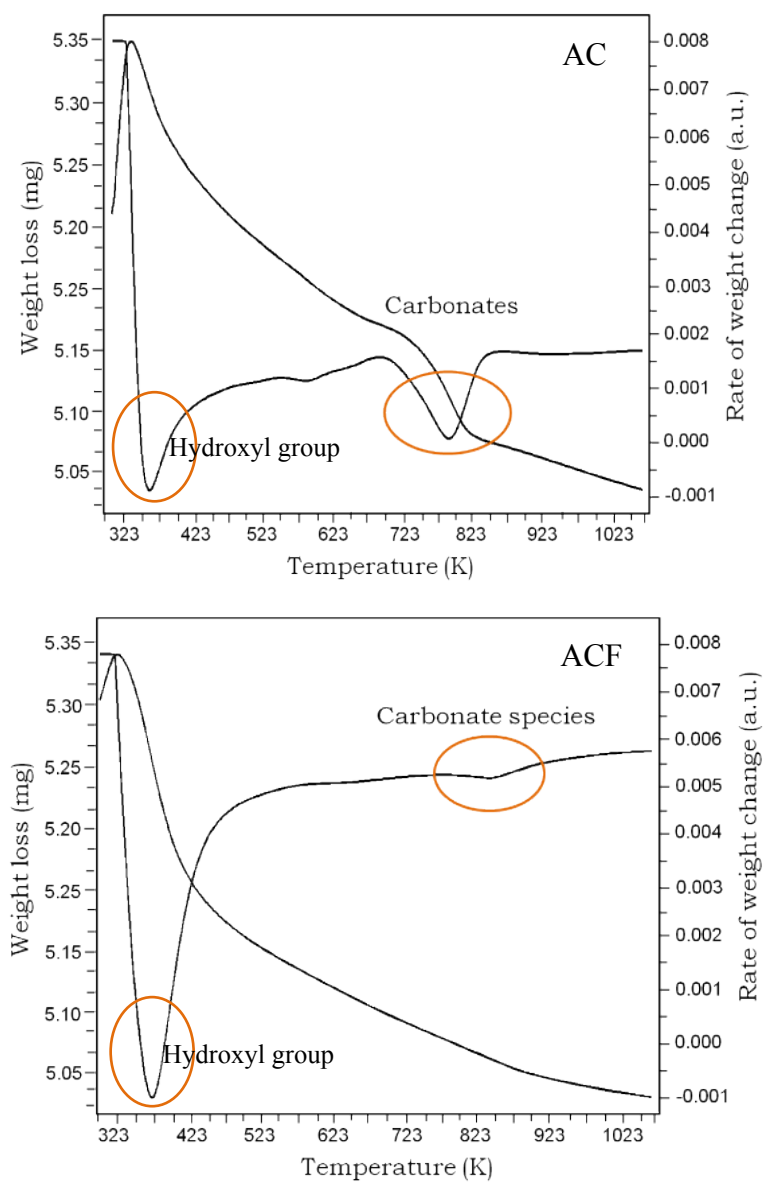 AC
5.35
5.30
5.25
5.20
5.25
5.15
5.10
5.05
Weight loss (mg)
0.008
0.007
0.006
0.005
0.004
0.003
0.002
0.001
0.000
-0.001
Rate of weight change (a.u.)
Carbonates
Hydroxyl group
323 423 523 623 723 823 923 1023
Temperature (K)
ACF
5.35
5.30
5.25
5.20
5.25
5.15
5.10
5.05
Weight loss (mg)
0.008
0.007
0.006
0.005
0.004
0.003
0.002
0.001
0.000
-0.001
Rate of weight change (a.u.)
Carbonate species
Hydroxyl group
323 423 523 623 723 823 923 1023
Temperature (K)